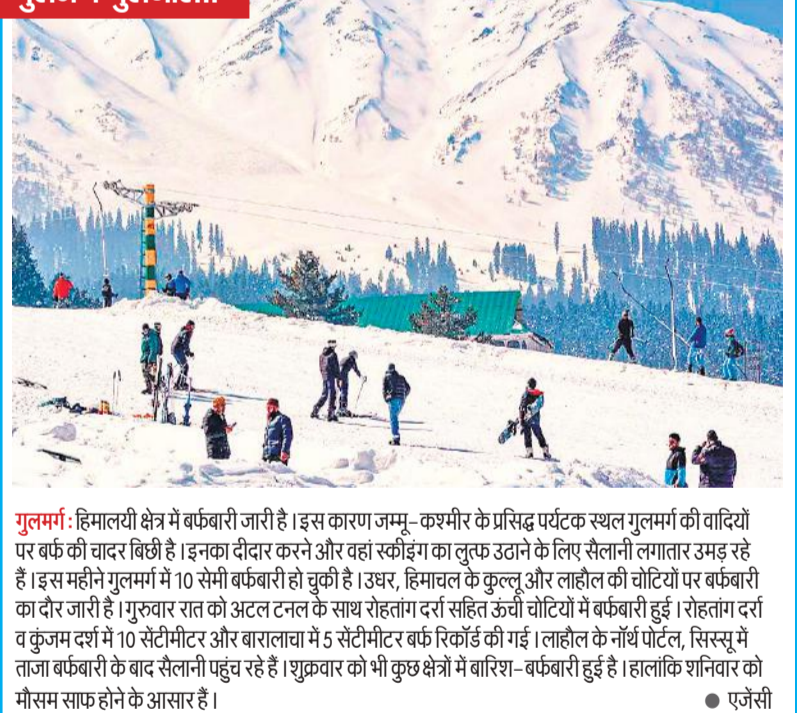 गुलमर्ग : हिमालयी क्षेत्र में बर्फबारी जारी है । इस कारण जम्मू-कश्मीर के प्रसिद्ध पर्यटक स्थल गुलमर्ग की वादियों
पर बर्फ की चादर बिछी है । इनका दीदार करने और वहां स्कीइंग का लुत्फ उठाने के लिए सैलानी लगातार उमड़ रहे
हैं । इस महीने गुलमर्ग में 10 सेमी बर्फबारी हो चुकी है । उधर, हिमाचल के कुल्लू और लाहौल की चोटियों पर बर्फबारी
का दौर जारी है । गुरुवार रात को अटल टनल के साथ रोहतांग दर्रा सहित ऊंची चोटियों में बर्फबारी हुई । रोहतांग दर्रा
व कुंजम दर्रा में 10 सेंटीमीटर और बारालाचा में 5 सेंटीमीटर बर्फ रिकॉर्ड की गई । लाहौल के नॉर्थ पोर्टल, सिस्सू में
ताजा बर्फबारी के बाद सैलानी पहुंच रहे हैं । शुक्रवार को भी कुछ क्षेत्रों में बारिश-बर्फबारी हुई है । हालांकि शनिवार को
मौसम साफ होने के आसार हैं ।
● एजेंसी